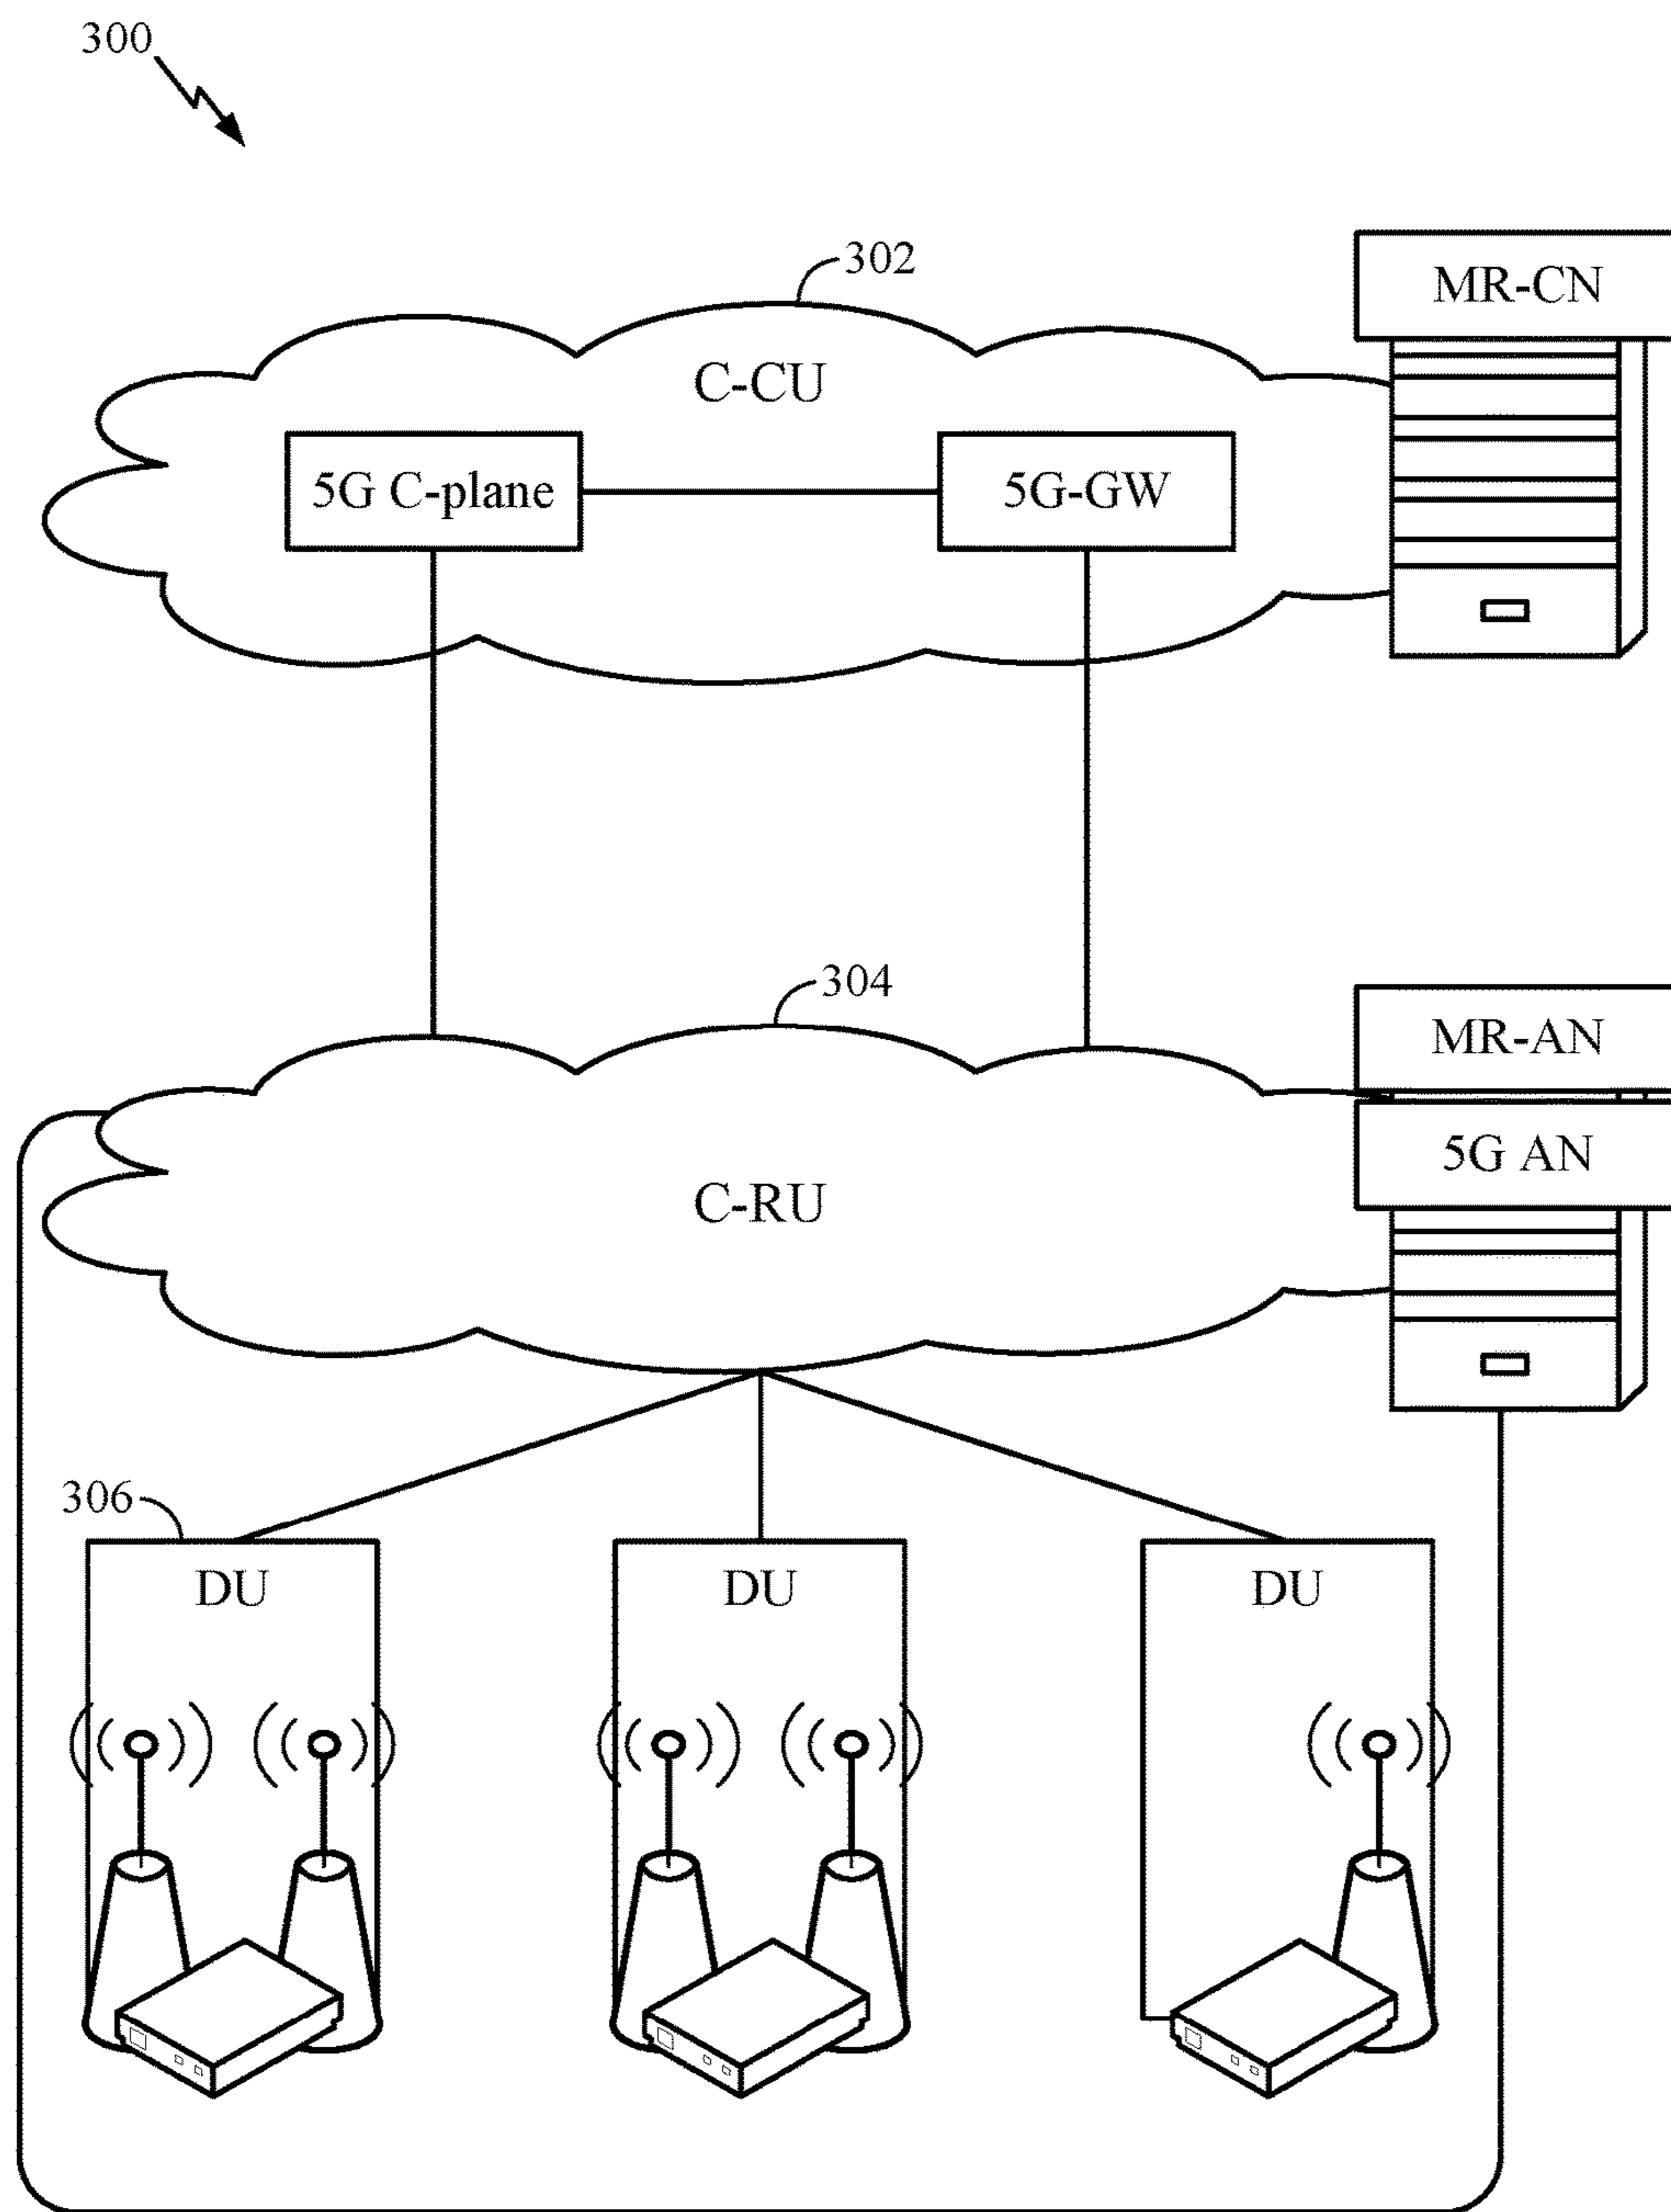 300
302
MR-CN
C-CU
5G C-plane
5G-GW
304
MR-AN
5G AN
C-RU
306
DU
DU
DU